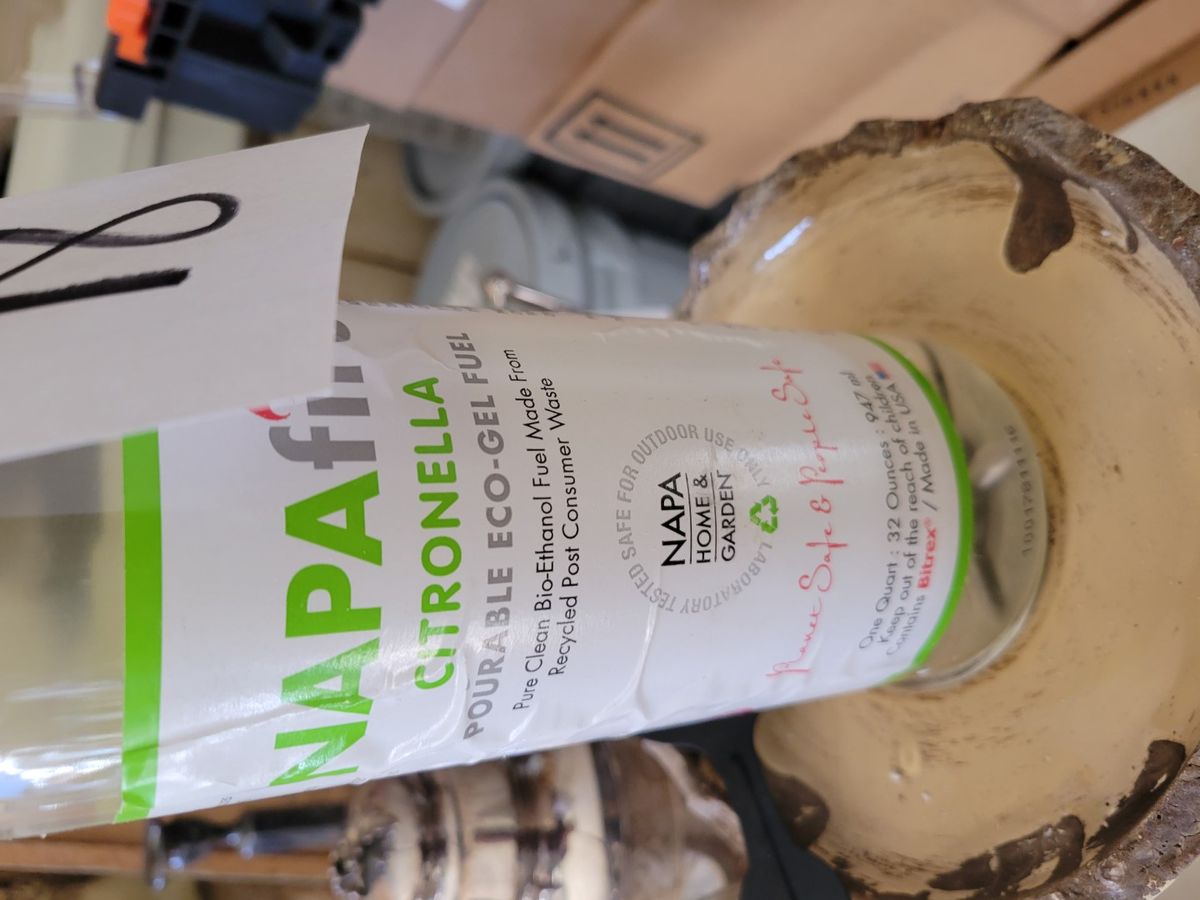 NAPAfire
CITRONELLA
POURABLE ECO-GEL FUEL
Pure Clean Bio-Ethanol Fuel Made From
Recycled Post Consumer Waste
LABORATORY TESTED SAFE FOR OUTDOOR USE ONLY
NAPA
HOME &
GARDEN
Planet Safe & People Safe
One Quart : 32 Ounces : 947 ml
Keep out of the reach of children
Contains Bitrex® / Made in USA